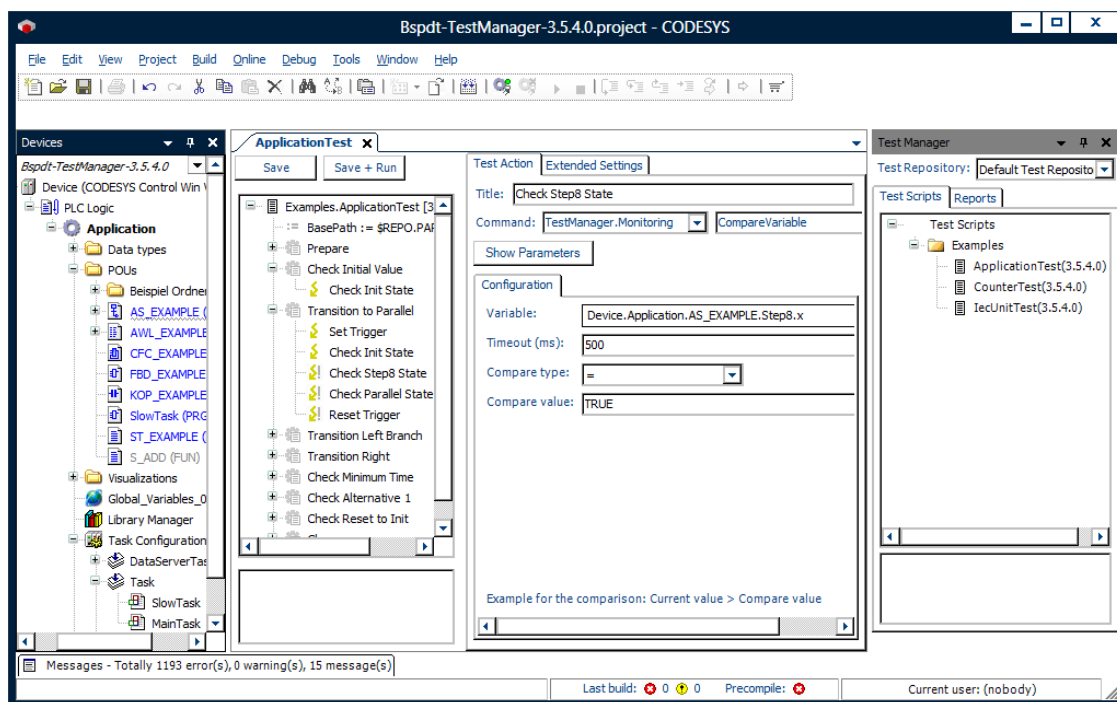 Bspdt-TestManager-3.5.4.0.project - CODESYS
File Edit View Project Build Online Debug Tools Window Help
Devices
Bspdt-TestManager-3.5.4.0
Device (CODESYS Control Win V
PLC Logic
Application
Data types
POUs
Beispiel Ordner
AS_EXAMPLE (
AWL_EXAMPLE
CFC_EXAMPLE
FBD_EXAMPLE
KOP_EXAMPLE
SlowTask (PRG
ST_EXAMPLE (
S_ADD (FUN)
Visualizations
Global_Variables_0
Library Manager
Task Configuration
DataServerTas
Task
SlowTask
MainTask
ApplicationTest
Save Save + Run
Examples.ApplicationTest [3
:= BasePath := $REPO.PAR
Prepare
Check Initial Value
Check Init State
Transition to Parallel
Set Trigger
Check Init State
Check Step8 State
Check Parallel State
Reset Trigger
Transition Left Branch
Transition Right
Check Minimum Time
Check Alternative 1
Check Reset to Init
Test Action Extended Settings
Title: Check Step8 State
Command: TestManager.Monitoring CompareVariable
Show Parameters
Configuration
Variable: Device.Application.AS_EXAMPLE.Step8.x
Timeout (ms): 500
Compare type: =
Compare value: TRUE
Example for the comparison: Current value > Compare value
Test Manager
Test Repository: Default Test Reposito
Test Scripts Reports
Test Scripts
Examples
ApplicationTest(3.5.4.0)
CounterTest(3.5.4.0)
IecUnitTest(3.5.4.0)
Messages - Totally 1193 error(s), 0 warning(s), 15 message(s)
Last build: 0 0 Precompile: Current user: (nobody)